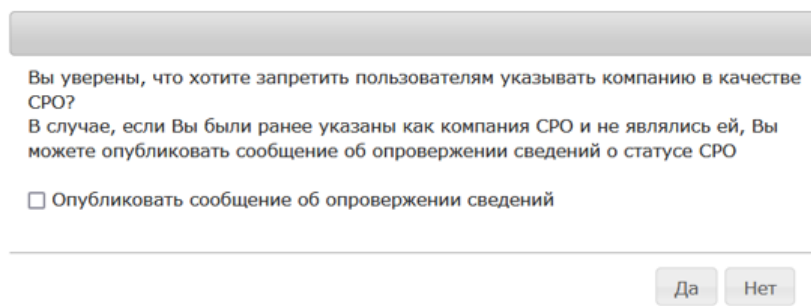 Вы уверены, что хотите запретить пользователям указывать компанию в качестве
СРО?
В случае, если Вы были ранее указаны как компания СРО и не являлись ей, Вы
можете опубликовать сообщение об опровержении сведений о статусе СРО
Опубликовать сообщение об опровержении сведений
Да Нет